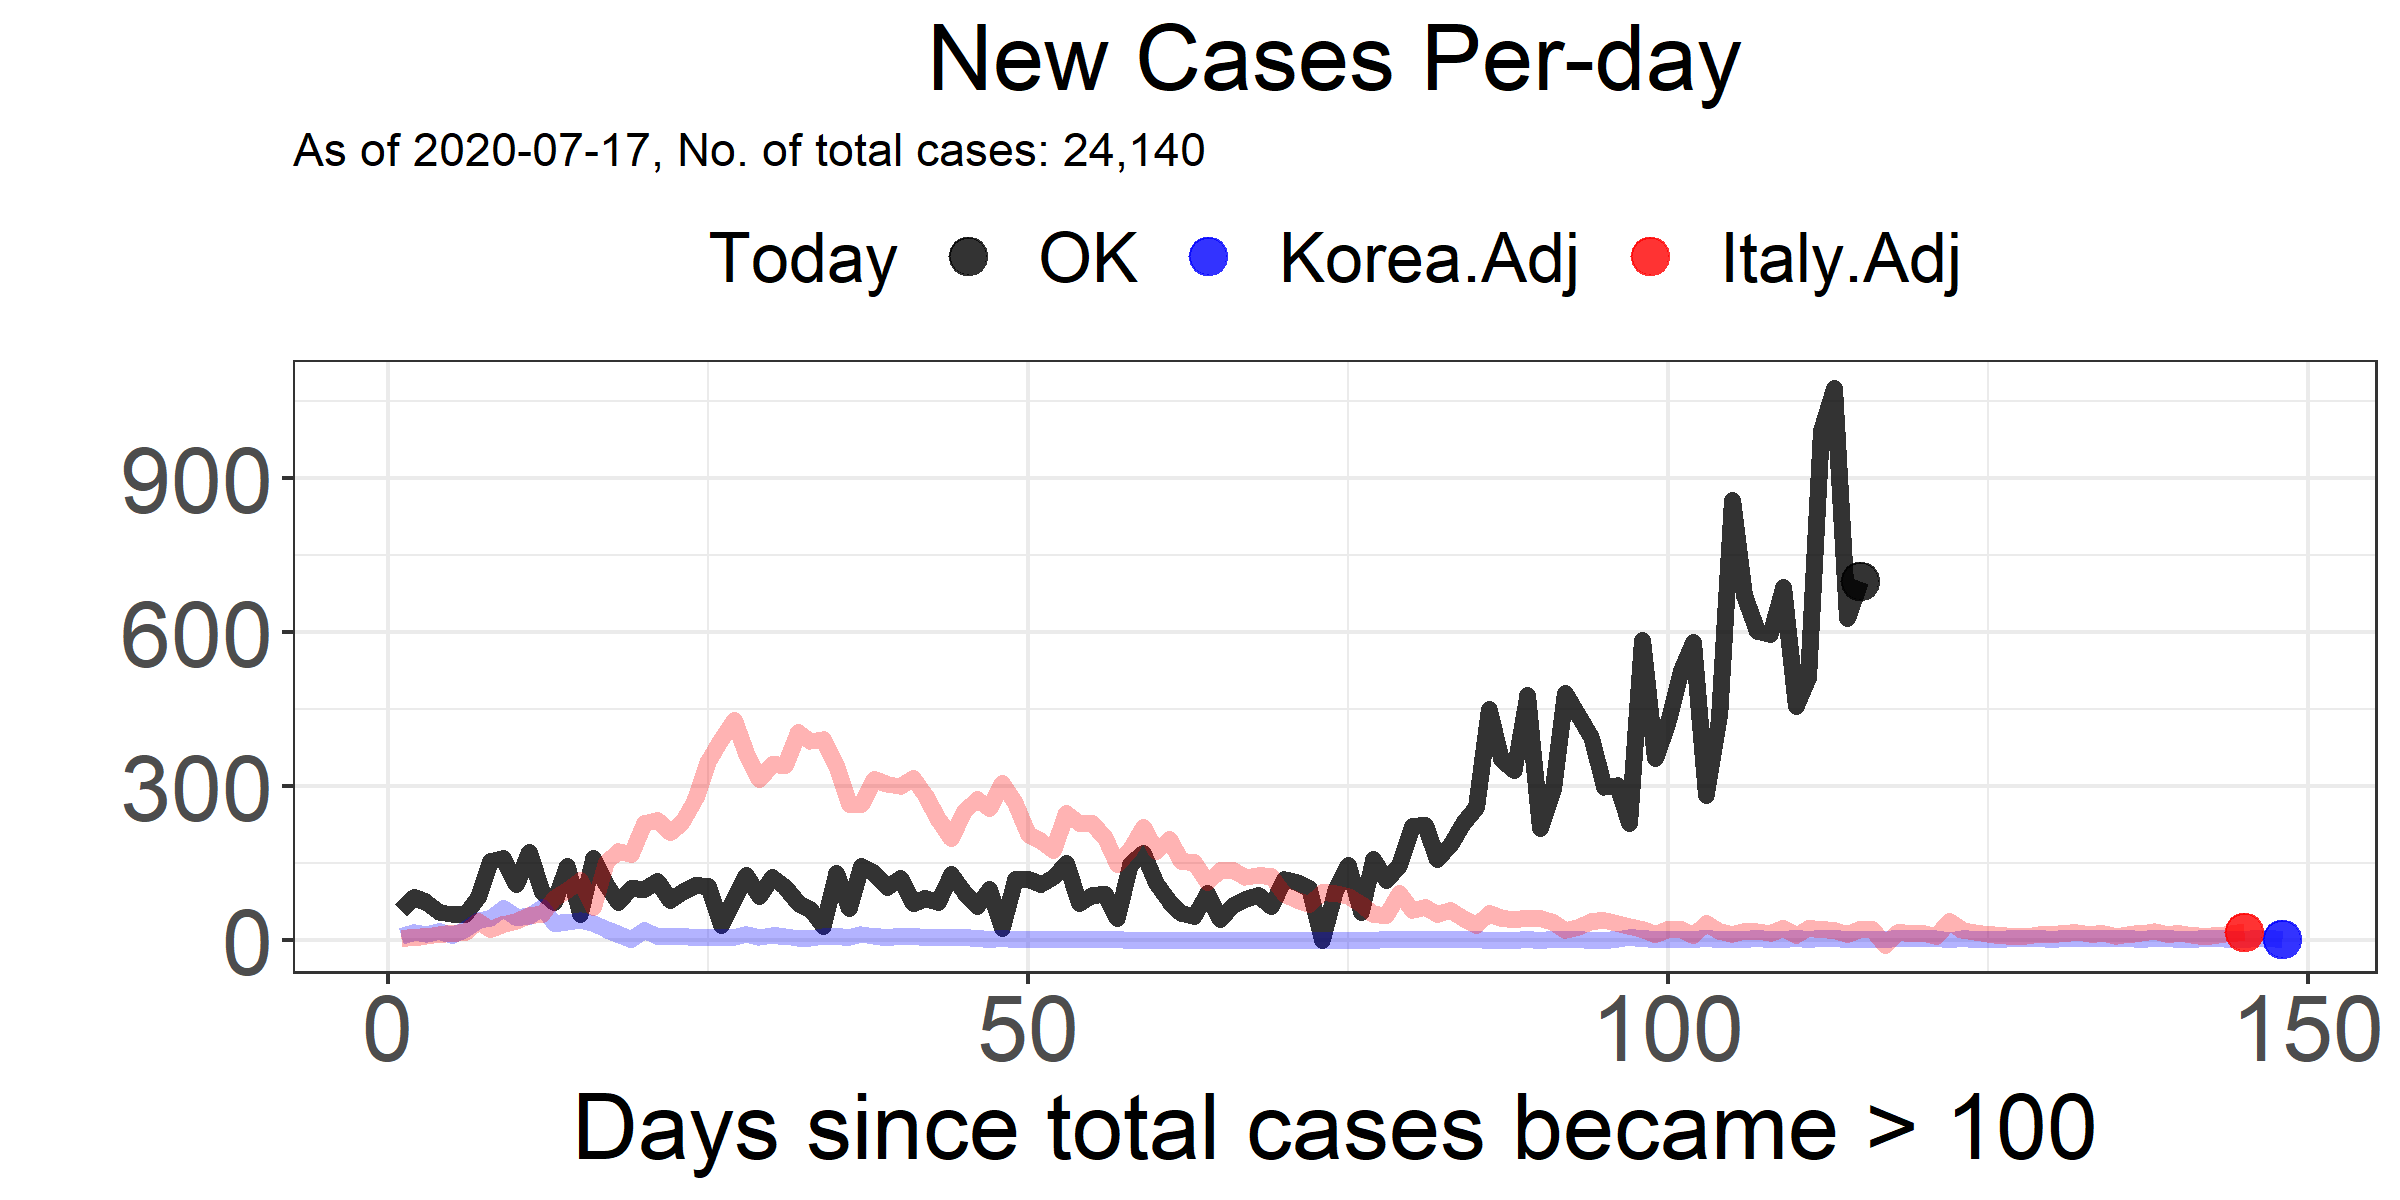 New Cases Per-day
As of 2020-07-17, No. of total cases: 24,140
Today OK Korea.Adj Italy.Adj
900
600
300
0
0 50 100 150
Days since total cases became > 100